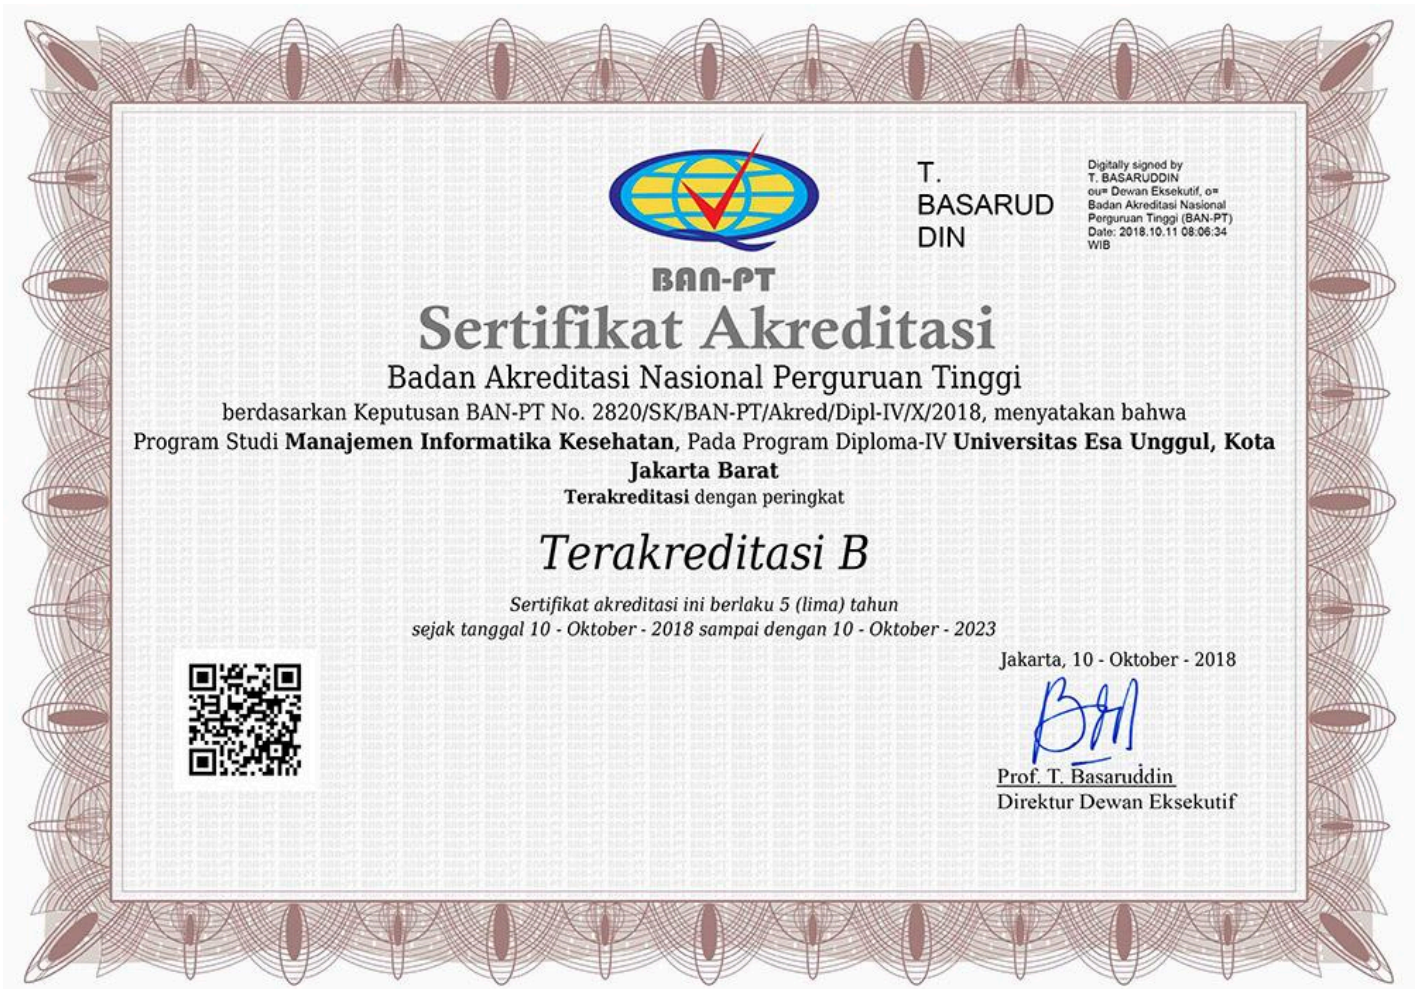 T.
BASARUD
DIN
Digitally signed by
T. BASARUDDIN
ou= Dewan Eksekutif, o=
Badan Akreditasi Nasional
Perguruan Tinggi (BAN-PT)
Date: 2018.10.11 08:06:34
WIB
BAN-PT
Sertifikat Akreditasi
Badan Akreditasi Nasional Perguruan Tinggi
berdasarkan Keputusan BAN-PT No. 2820/SK/BAN-PT/Akred/Dipl-IV/X/2018, menyatakan bahwa
Program Studi Manajemen Informatika Kesehatan, Pada Program Diploma-IV Universitas Esa Unggul, Kota
Jakarta Barat
Terakreditasi dengan peringkat
Terakreditasi B
Sertifikat akreditasi ini berlaku 5 (lima) tahun
sejak tanggal 10 - Oktober - 2018 sampai dengan 10 - Oktober - 2023
Jakarta, 10 - Oktober - 2018
Prof. T. Basaruddin
Direktur Dewan Eksekutif